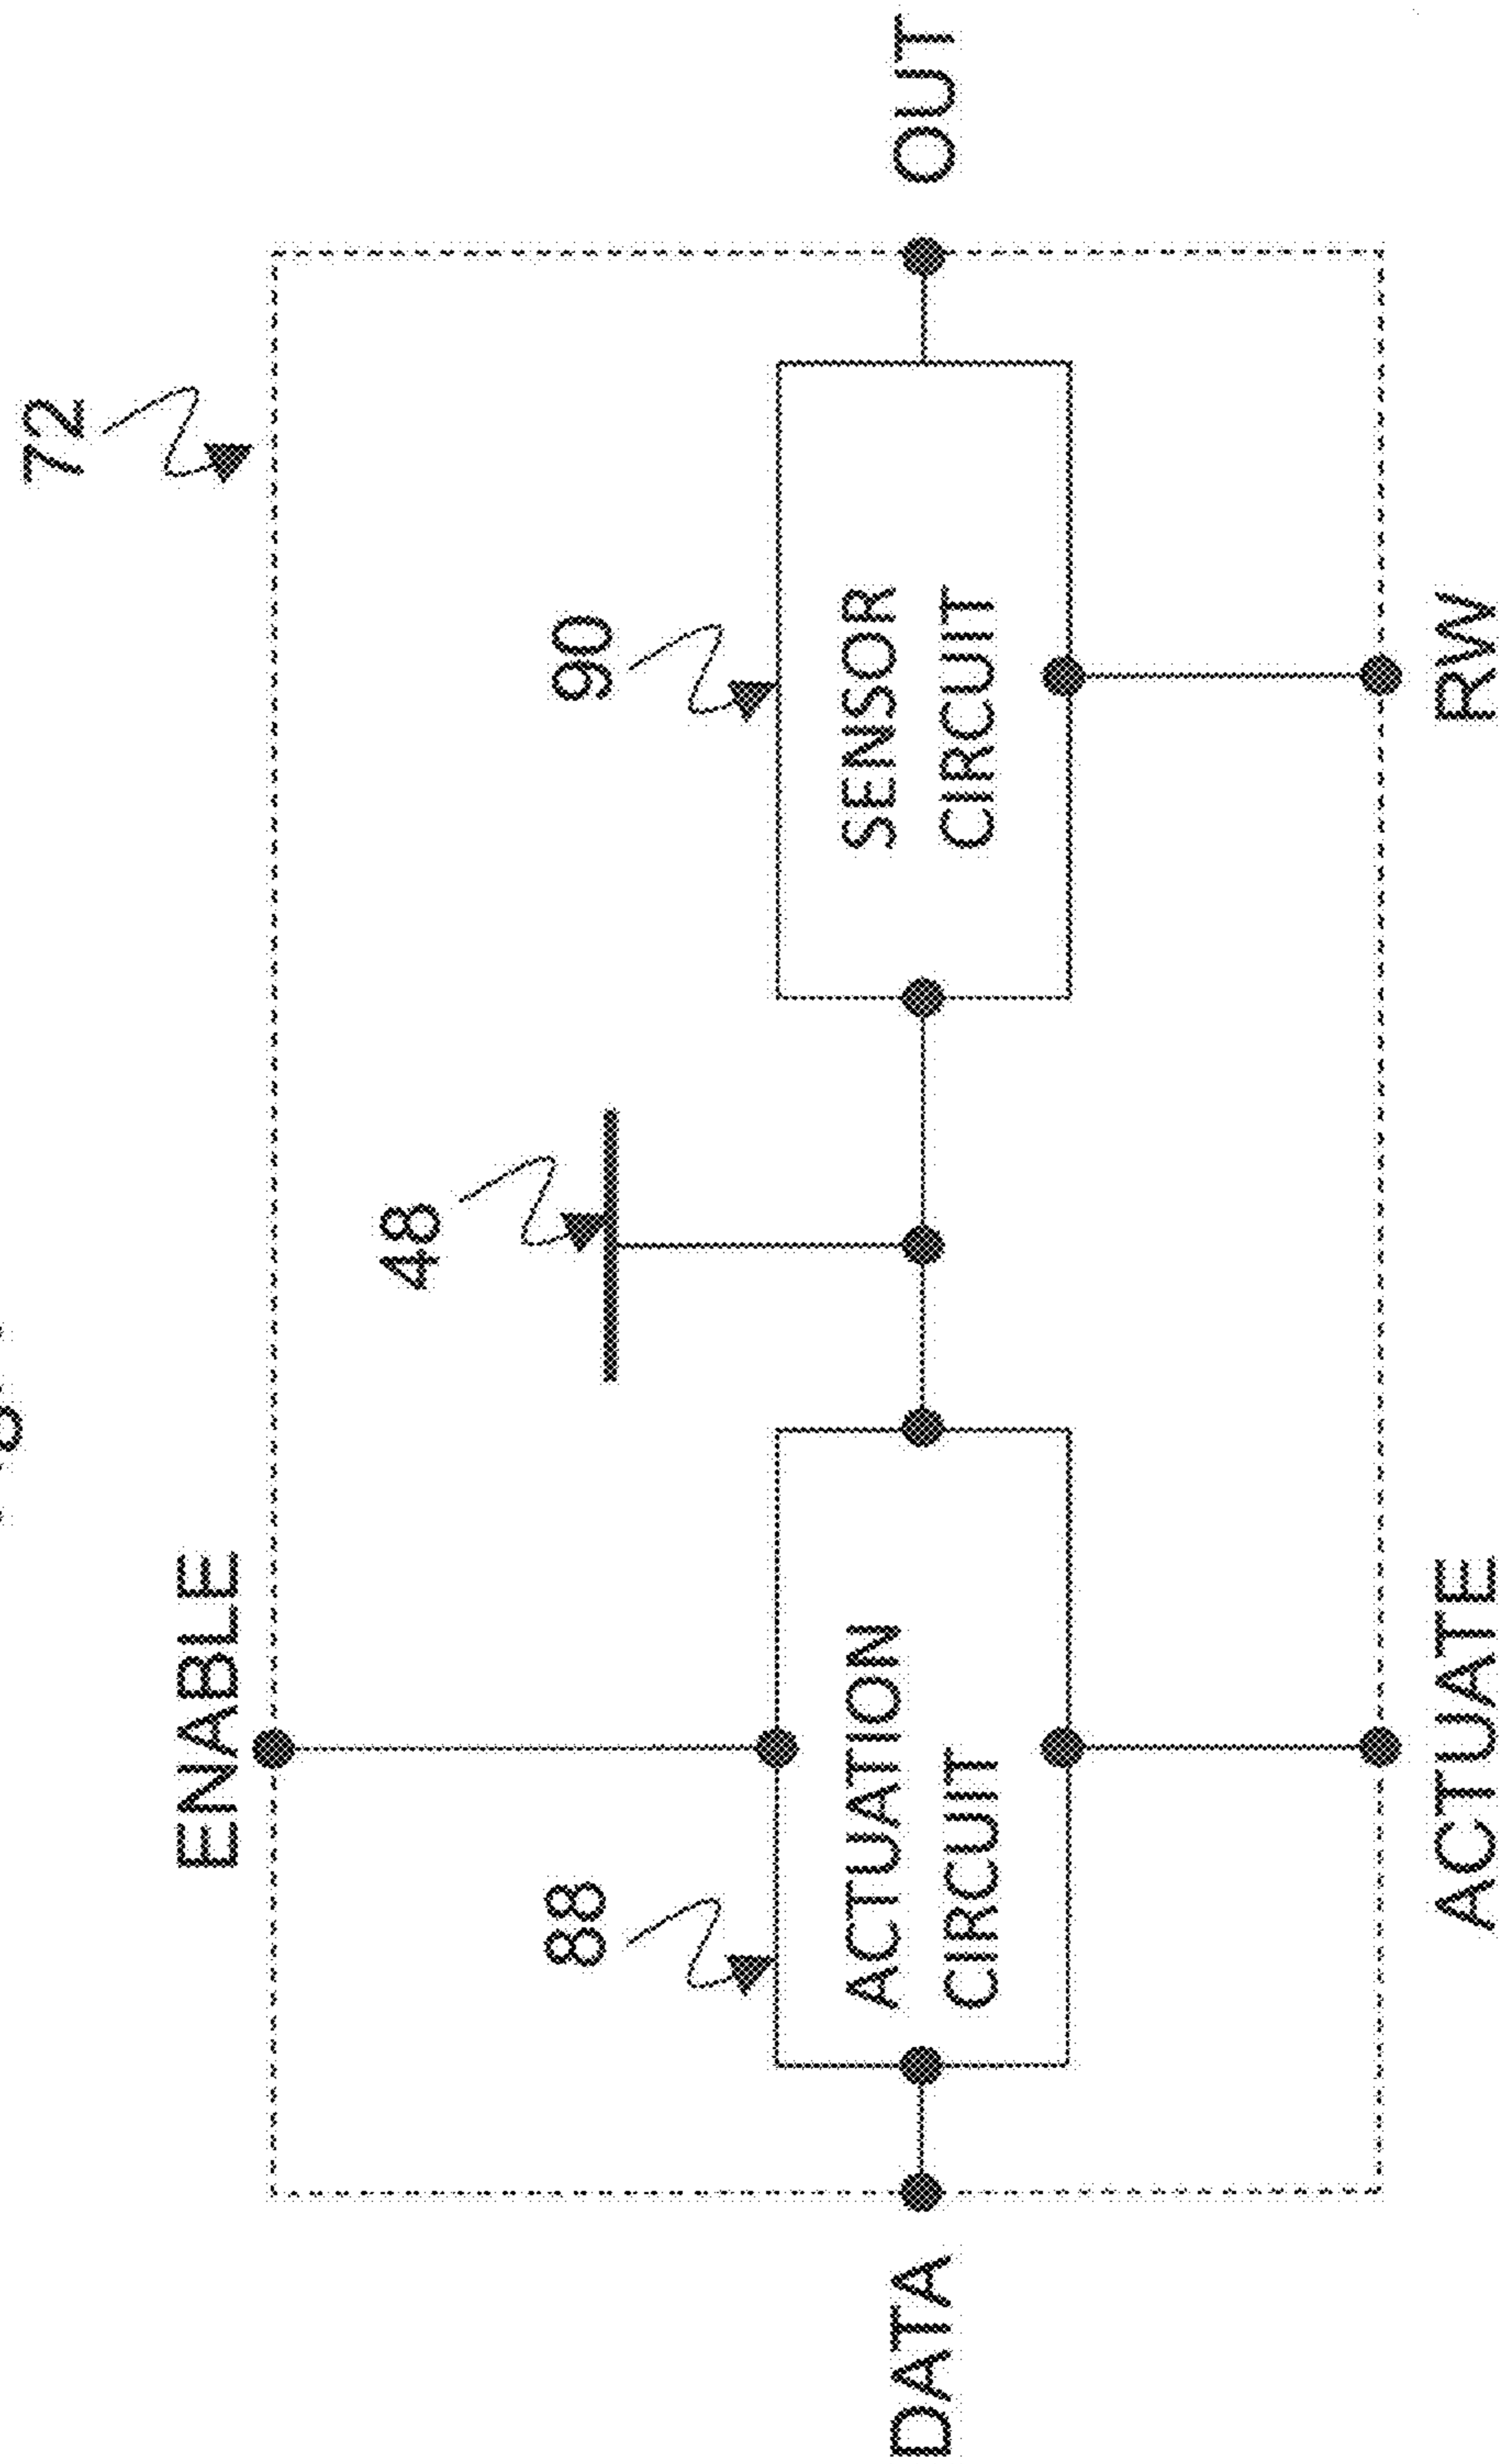 72
ENABLE
48
88
90
ACTUATION
CIRCUIT
SENSOR
CIRCUIT
DATA
OUT
ACTUATE
RW